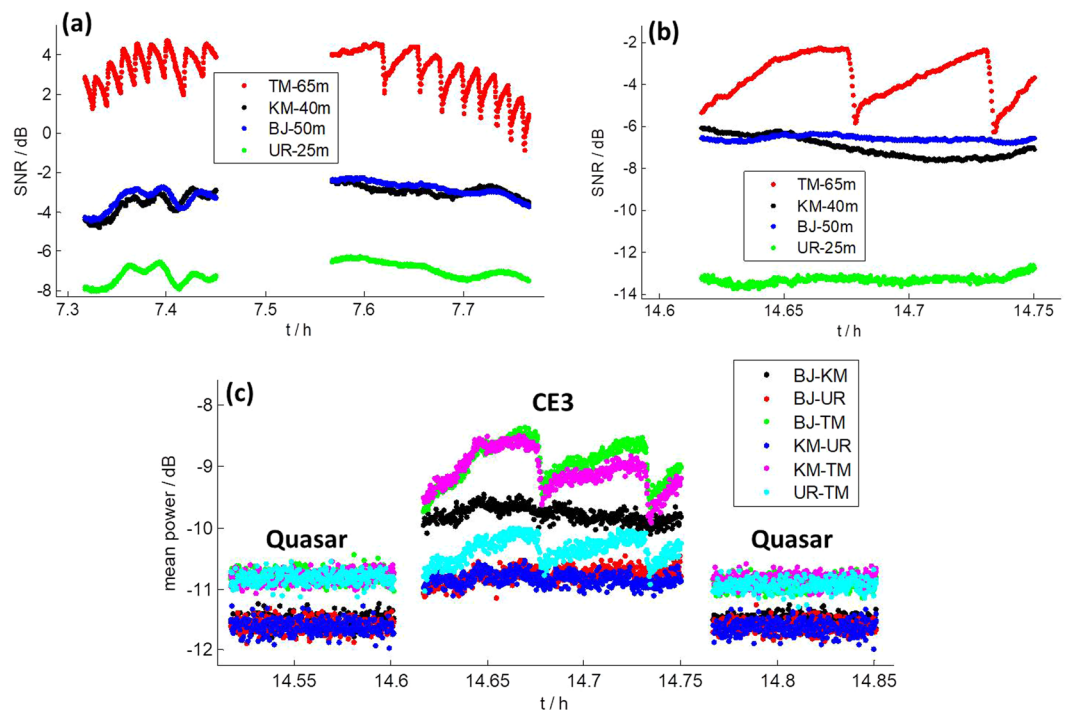 (a)
SNR / dB
4
2
0
-2
-4
-6
-8
7.3
7.4
7.5
7.6
7.7
t / h
TM-65m
KM-40m
BJ-50m
UR-25m
(b)
SNR / dB
-2
-4
-6
-8
-10
-12
-14
14.6
14.65
14.7
14.75
t / h
TM-65m
KM-40m
BJ-50m
UR-25m
(c)
mean power / dB
-8
-9
-10
-11
-12
Quasar
CE3
Quasar
14.55
14.6
14.65
14.7
14.75
14.8
14.85
t / h
BJ-KM
BJ-UR
BJ-TM
KM-UR
KM-TM
UR-TM